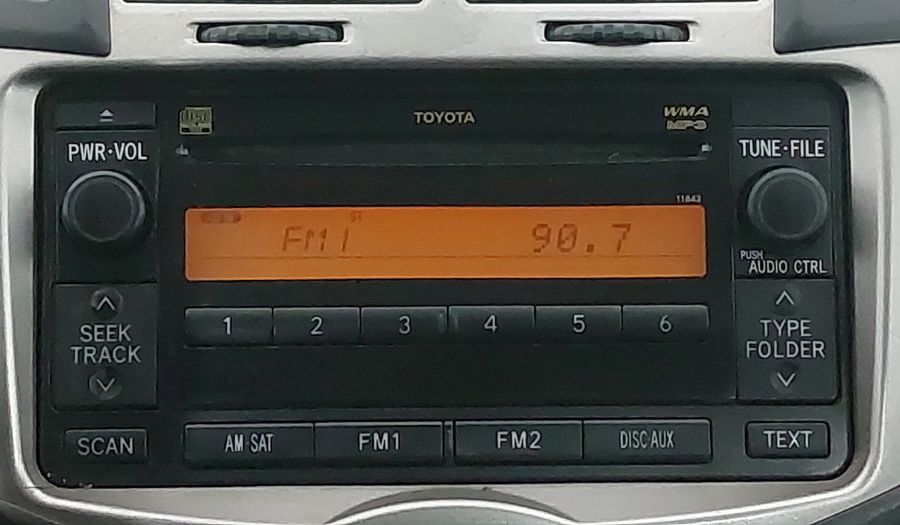 TOYOTA
WMA
MP3
PWR·VOL
TUNE·FILE
11843
ST
FM1 90.7
PUSH
AUDIO CTRL
1 2 3 4 5 6
SEEK
TRACK
TYPE
FOLDER
SCAN
AM·SAT
FM1
FM2
DISC·AUX
TEXT